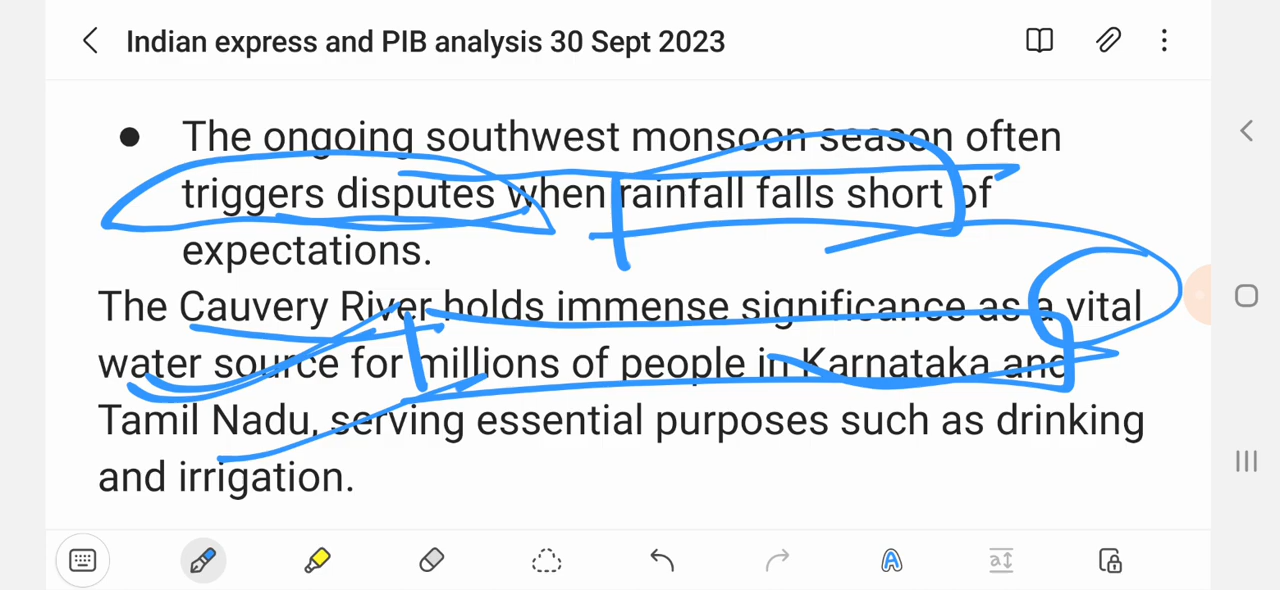 Indian express and PIB analysis 30 Sept 2023
● The ongoing southwest monsoon season often
triggers disputes when rainfall falls short of
expectations.
The Cauvery River holds immense significance as a vital
water source for millions of people in Karnataka and
Tamil Nadu, serving essential purposes such as drinking
and irrigation.